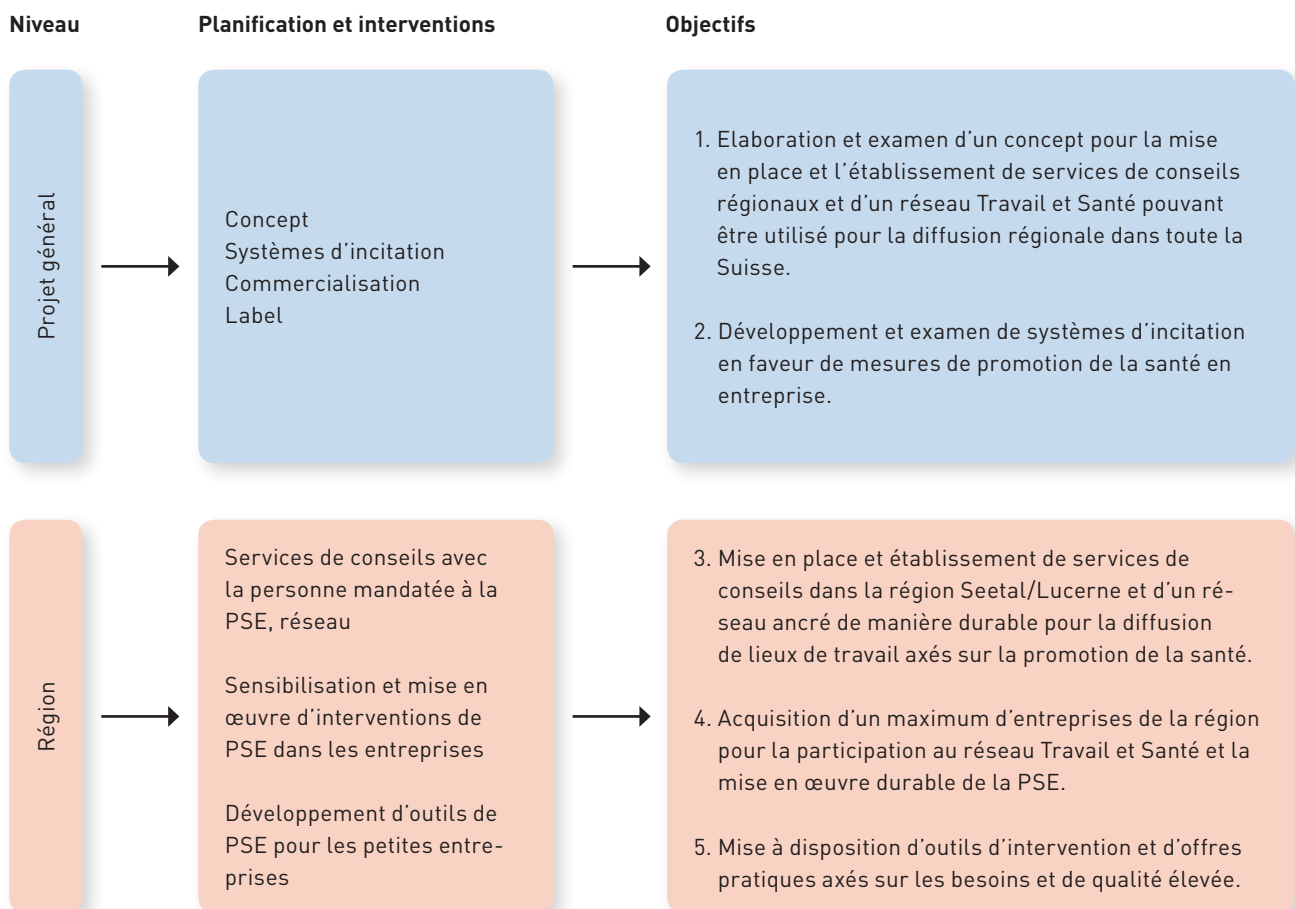 Niveau
Planification et interventions
Objectifs
Projet général
Concept
Systèmes d’incitation
Commercialisation
Label
1. Elaboration et examen d’un concept pour la mise
en place et l’établissement de services de conseils
régionaux et d’un réseau Travail et Santé pouvant
être utilisé pour la diffusion régionale dans toute la
Suisse.
2. Développement et examen de systèmes d’incitation
en faveur de mesures de promotion de la santé en
entreprise.
Région
Services de conseils avec
la personne mandatée à la
PSE, réseau
Sensibilisation et mise en
œuvre d’interventions de
PSE dans les entreprises
Développement d’outils de
PSE pour les petites entre-
prises
3. Mise en place et établissement de services de
conseils dans la région Seetal/Lucerne et d’un ré-
seau ancré de manière durable pour la diffusion
de lieux de travail axés sur la promotion de la santé.
4. Acquisition d’un maximum d’entreprises de la région
pour la participation au réseau Travail et Santé et la
mise en œuvre durable de la PSE.
5. Mise à disposition d’outils d’intervention et d’offres
pratiques axés sur les besoins et de qualité élevée.